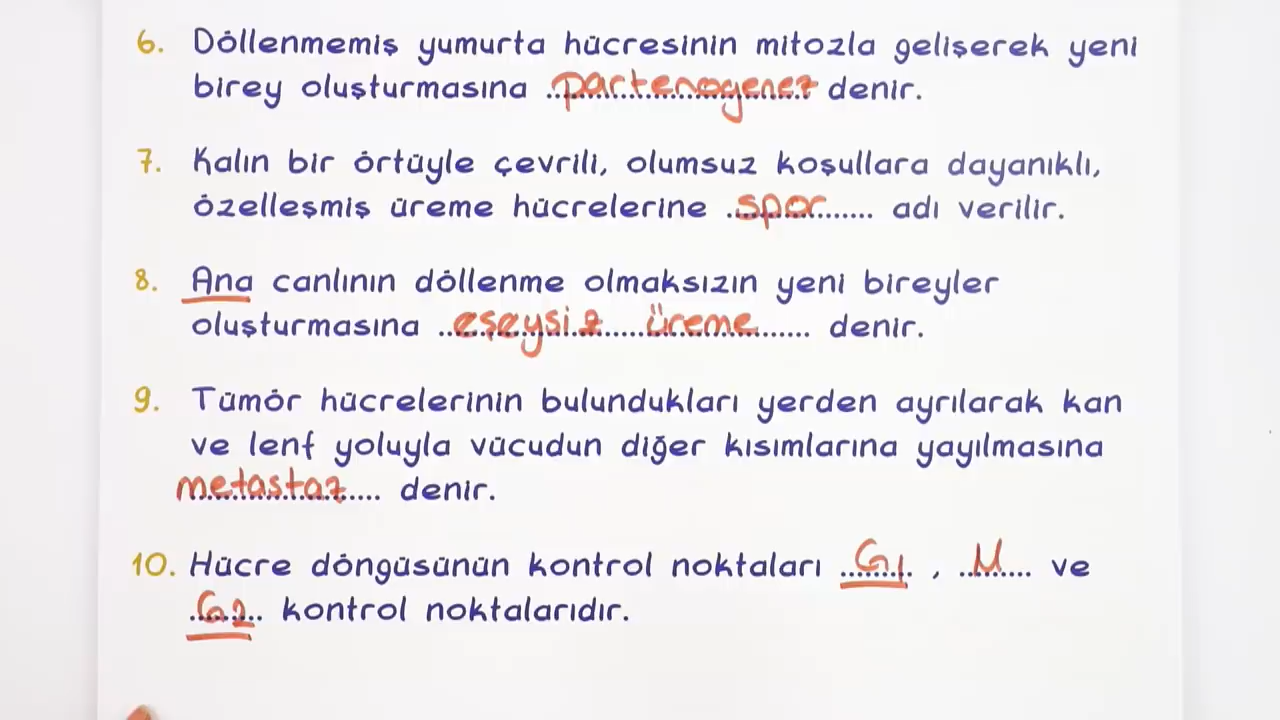 6. Döllenmemiş yumurta hücresinin mitozla gelişerek yeni
birey oluşturmasına partenogenez denir.
7. Kalın bir örtüyle çevrili, olumsuz koşullara dayanıklı,
özelleşmiş üreme hücrelerine spor adı verilir.
8. Ana canlının döllenme olmaksızın yeni bireyler
oluşturmasına eşeysiz üreme denir.
9. Tümör hücrelerinin bulundukları yerden ayrılarak kan
ve lenf yoluyla vücudun diğer kısımlarına yayılmasına
metastaz denir.
10. Hücre döngüsünün kontrol noktaları G1, M ve
G2 kontrol noktalarıdır.